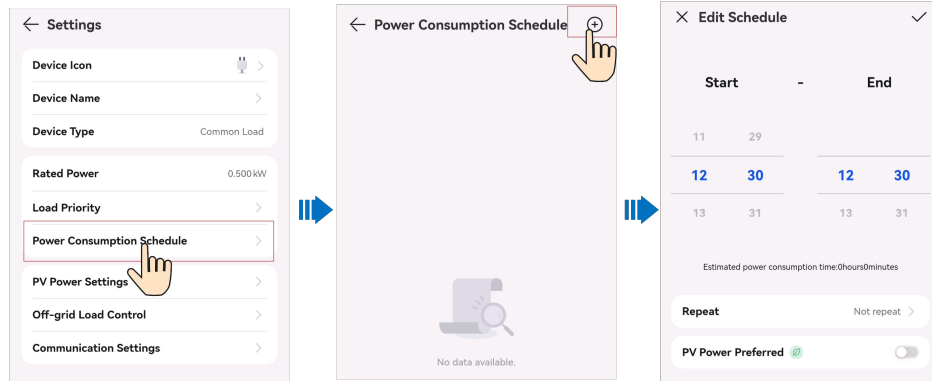 Settings
Device Icon
Device Name
Device Type Common Load
Rated Power 0.500 kW
Load Priority
Power Consumption Schedule
PV Power Settings
Off-grid Load Control
Communication Settings
Power Consumption Schedule
No data available.
Edit Schedule
Start - End
11 29
12 30 12 30
13 31 13 31
Estimated power consumption time:0hours0minutes
Repeat Not repeat
PV Power Preferred